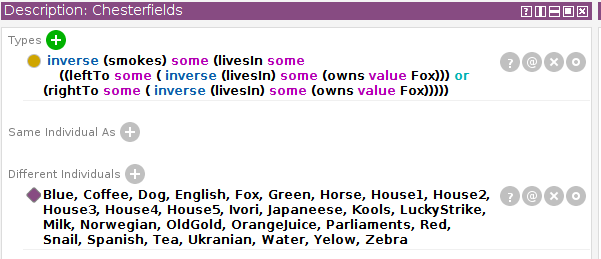 Description: Chesterfields
Types
inverse (smokes) some (livesIn some
((leftTo some ( inverse (livesIn) some (owns value Fox))) or
(rightTo some ( inverse (livesIn) some (owns value Fox)))))
Same Individual As
Different Individuals
Blue, Coffee, Dog, English, Fox, Green, Horse, House1, House2,
House3, House4, House5, Ivori, Japaneese, Kools, LuckyStrike,
Milk, Norwegian, OldGold, OrangeJuice, Parliaments, Red,
Snail, Spanish, Tea, Ukranian, Water, Yelow, Zebra